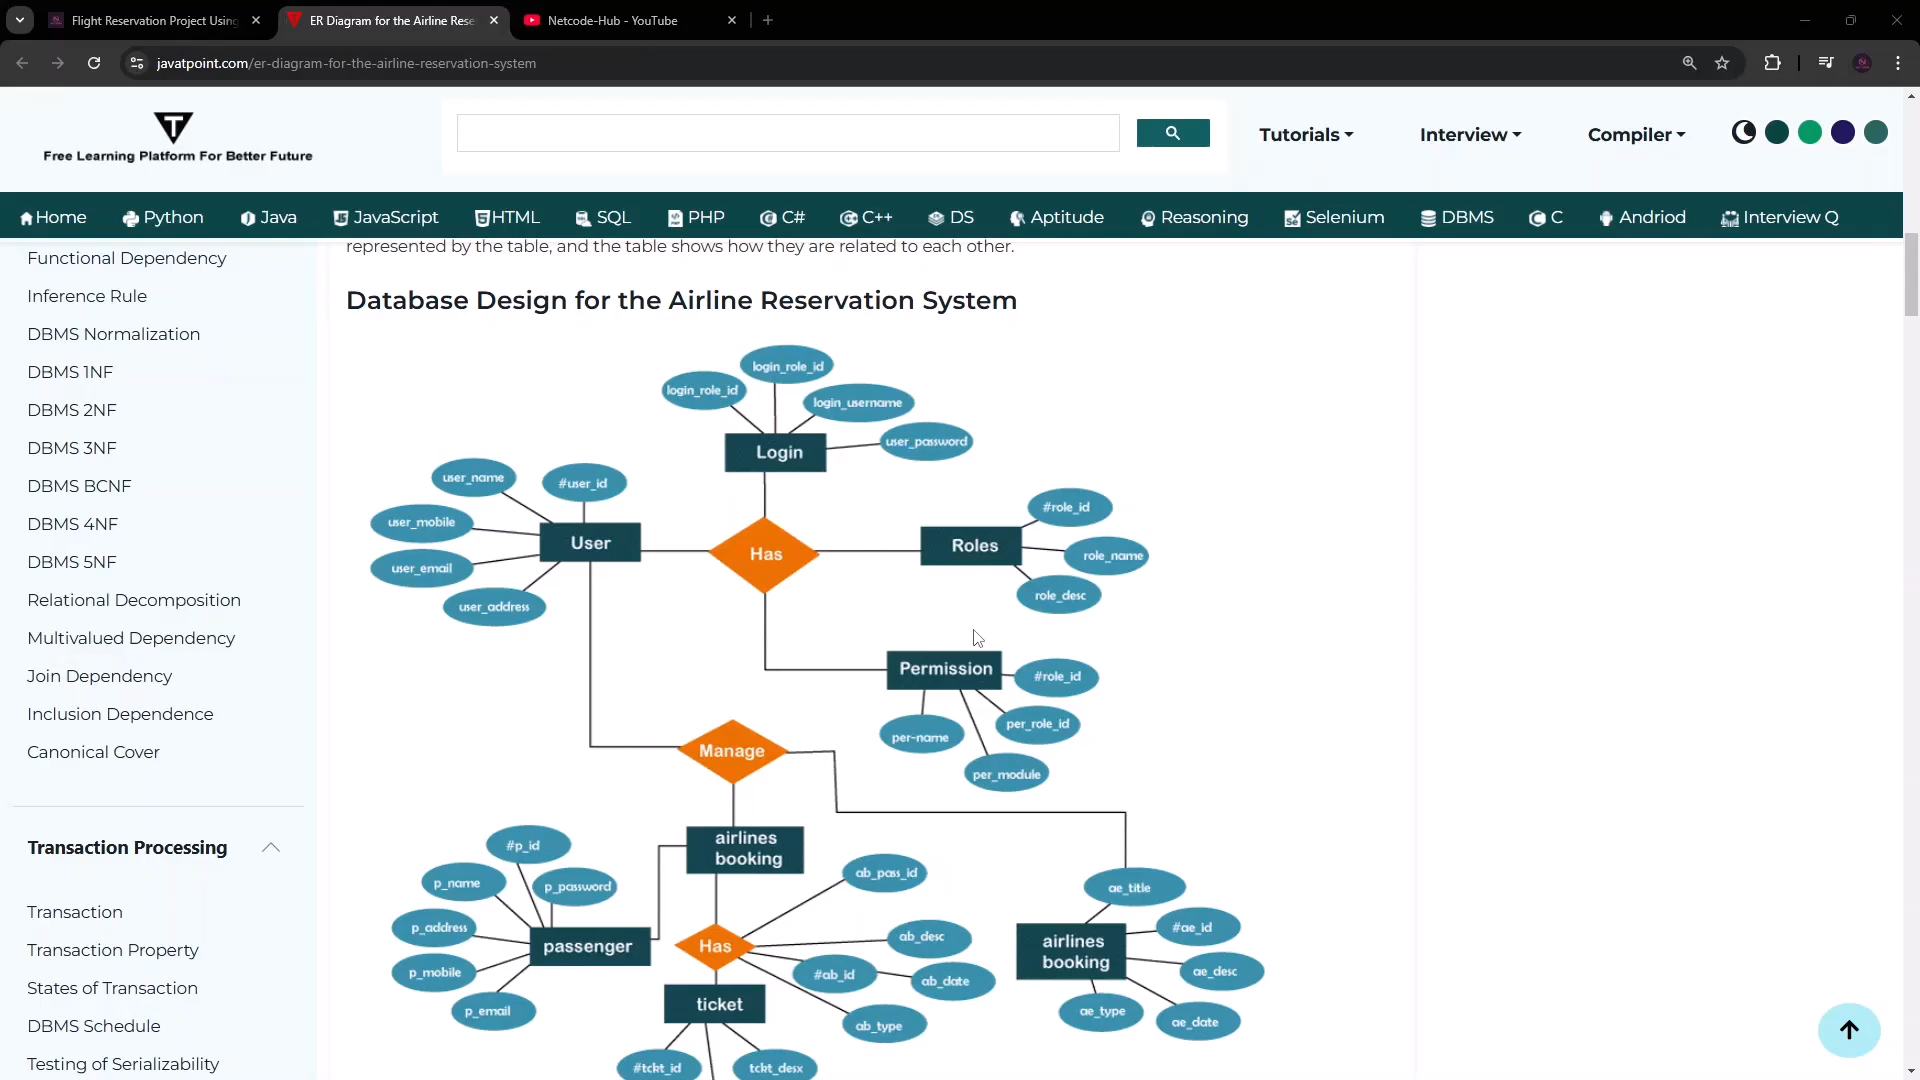 Flight Reservation Project Using
ER Diagram for the Airline Rese
Netcode-Hub - YouTube
javatpoint.com/er-diagram-for-the-airline-reservation-system
T
Free Learning Platform For Better Future
Tutorials
Interview
Compiler
Home
Python
Java
JavaScript
HTML
SQL
PHP
C#
C++
DS
Aptitude
Reasoning
Selenium
DBMS
C
Andriod
Interview Q
Functional Dependency
Inference Rule
DBMS Normalization
DBMS 1NF
DBMS 2NF
DBMS 3NF
DBMS BCNF
DBMS 4NF
DBMS 5NF
Relational Decomposition
Multivalued Dependency
Join Dependency
Inclusion Dependence
Canonical Cover
Transaction Processing
Transaction
Transaction Property
States of Transaction
DBMS Schedule
Testing of Serializability
represented by the table, and the table shows how they are related to each other.
Database Design for the Airline Reservation System
login_role_id
login_role_id
login_username
user_password
Login
user_name
#user_id
user_mobile
User
user_email
user_address
Has
Roles
#role_id
role_name
role_desc
Permission
#role_id
per_role_id
per-name
per_module
Manage
airlines
booking
#p_id
p_name
p_password
p_address
passenger
p_mobile
p_email
Has
ab_pass_id
ab_desc
#ab_id
ab_date
ab_type
ticket
#tckt_id
tckt_desx
ae_title
airlines
booking
#ae_id
ae_desc
ae_type
ae_date